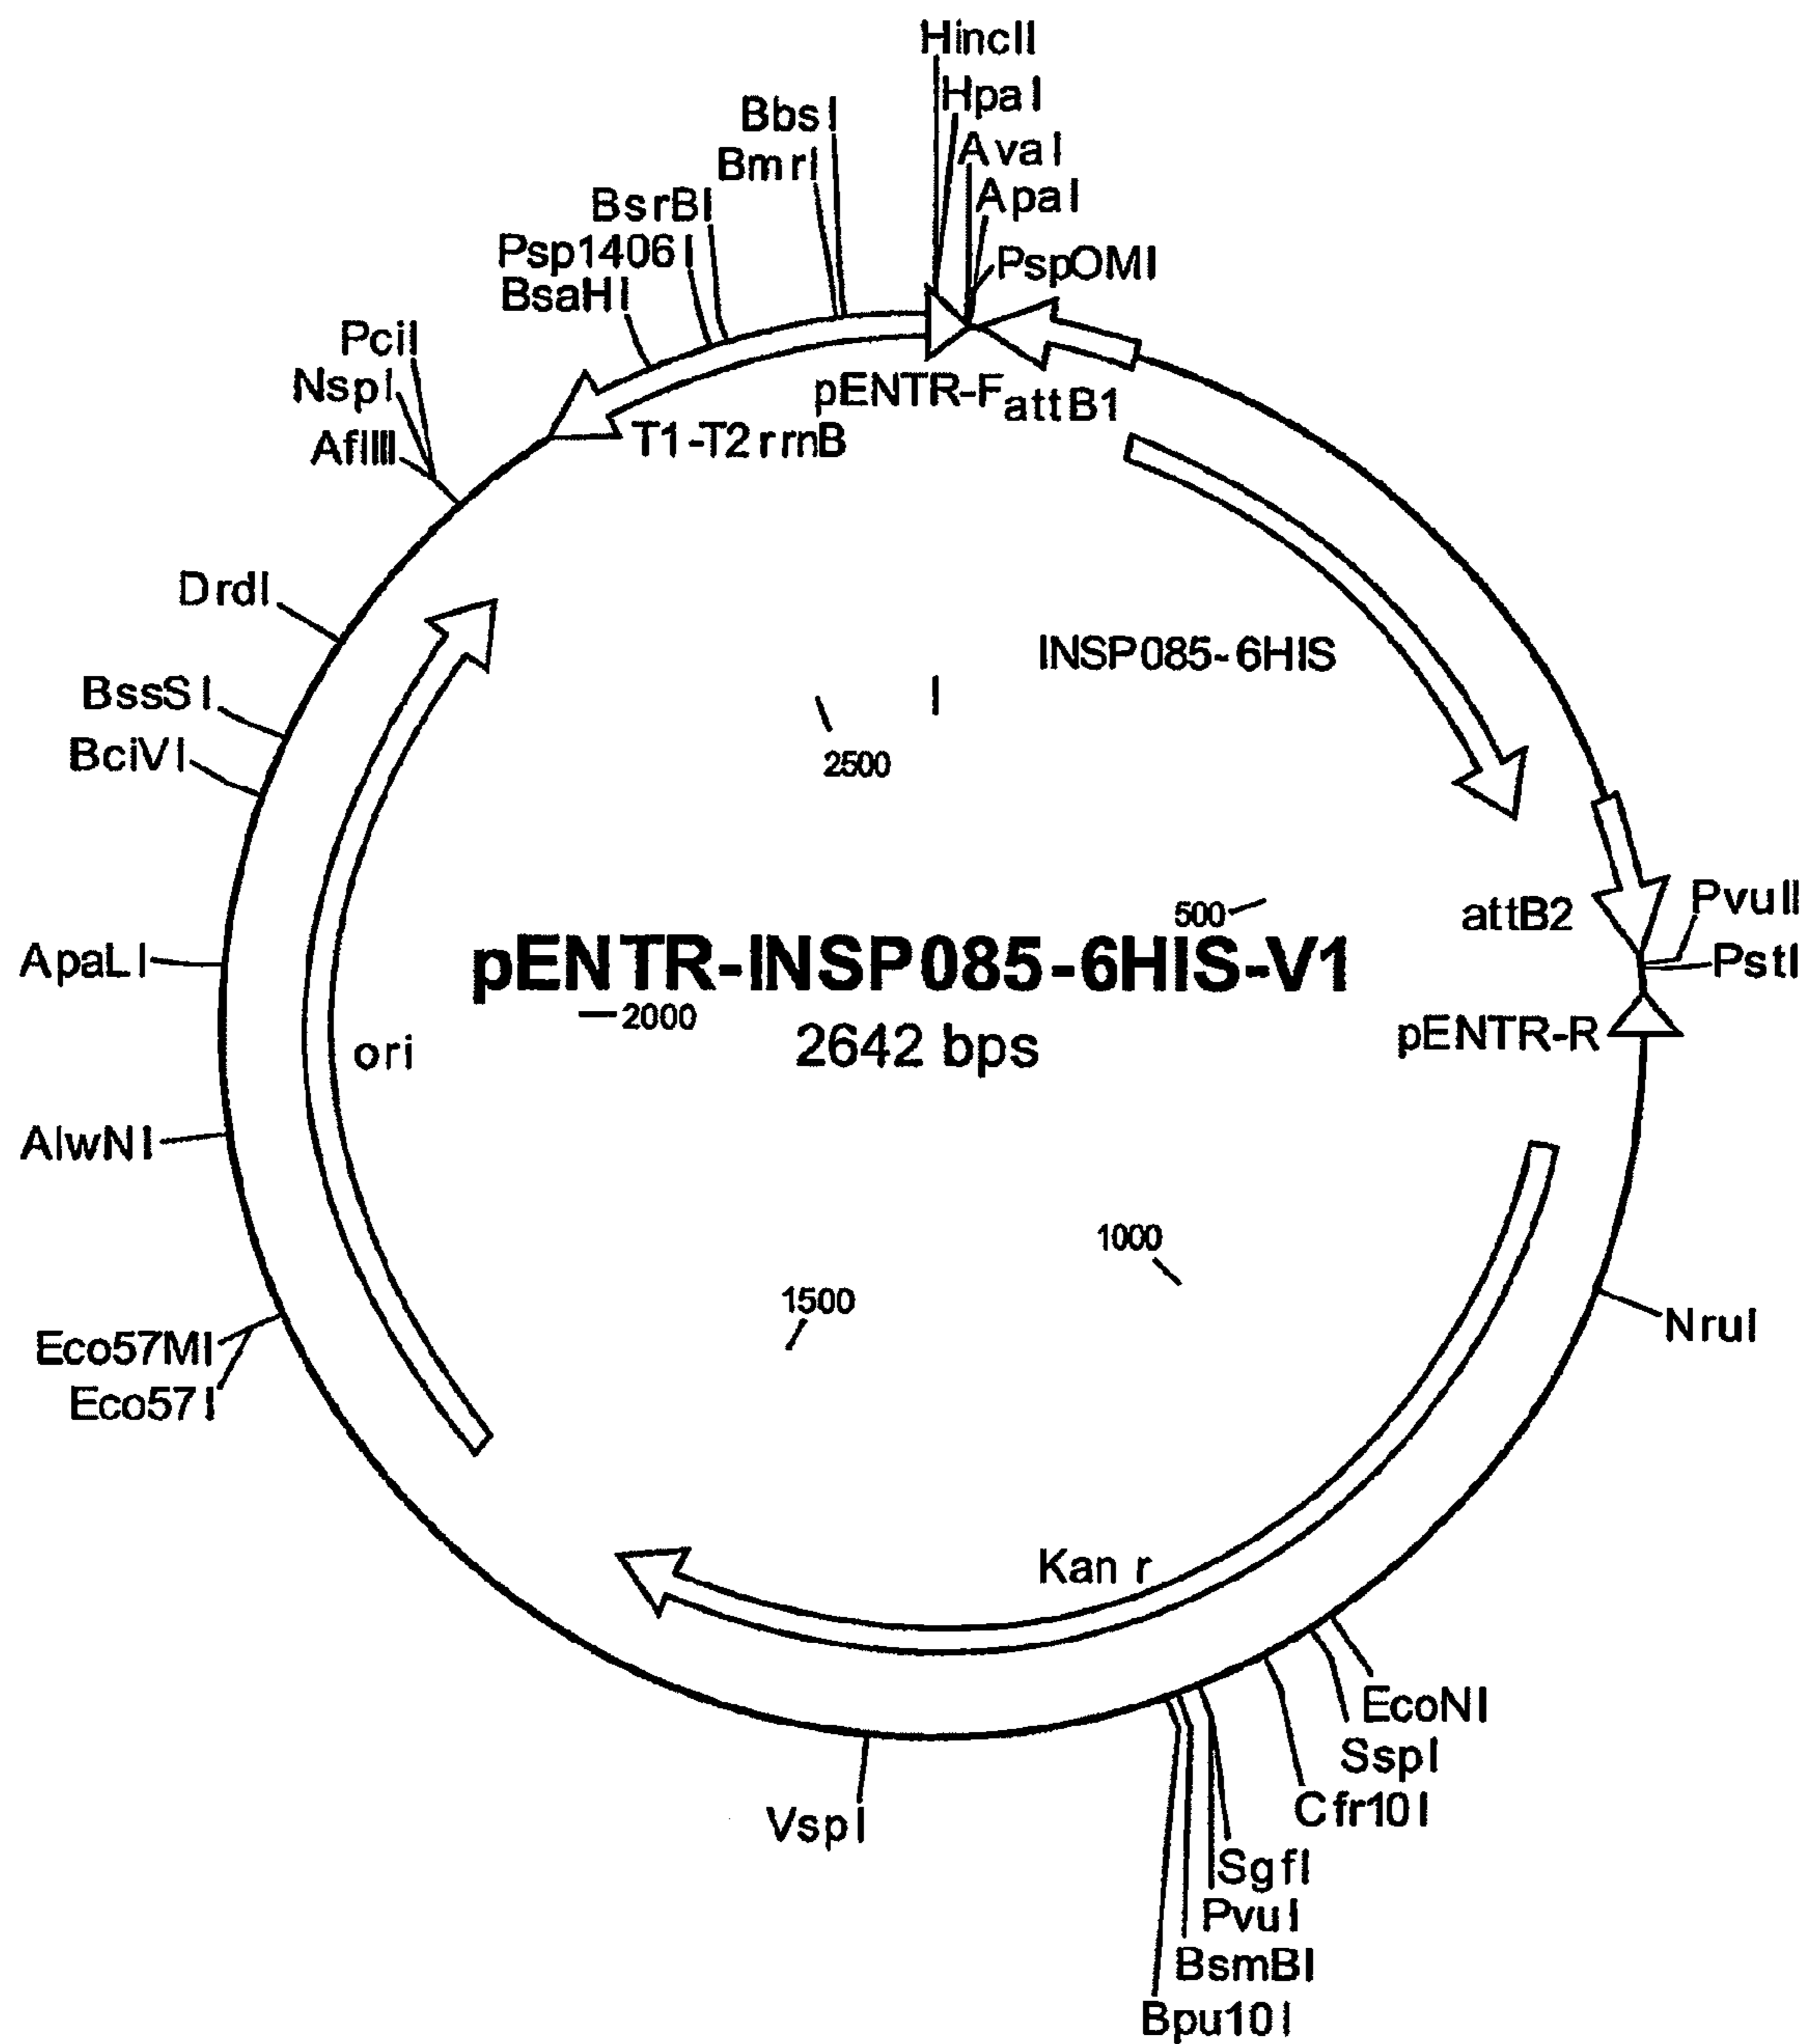 HincII
HpaI
AvaI
ApaI
PspOMI
BbsI
BmrI
BsrBI
Psp1406I
BsaHI
PciI
NspI
AflIII
pENTR-F
attB1
T1-T2 rrnB
DrdI
BssSI
BciVI
INSP085-6HIS
1
2500
500
attB2
PvuII
PstI
ApaLI
pENTR-INSP085-6HIS-V1
2000
2642 bps
pENTR-R
ori
AlwNI
1000
1500
NruI
Eco57MI
Eco57I
Kan r
EcoNI
SspI
Cfr10I
VspI
SgfI
PvuI
BsmBI
Bpu10I